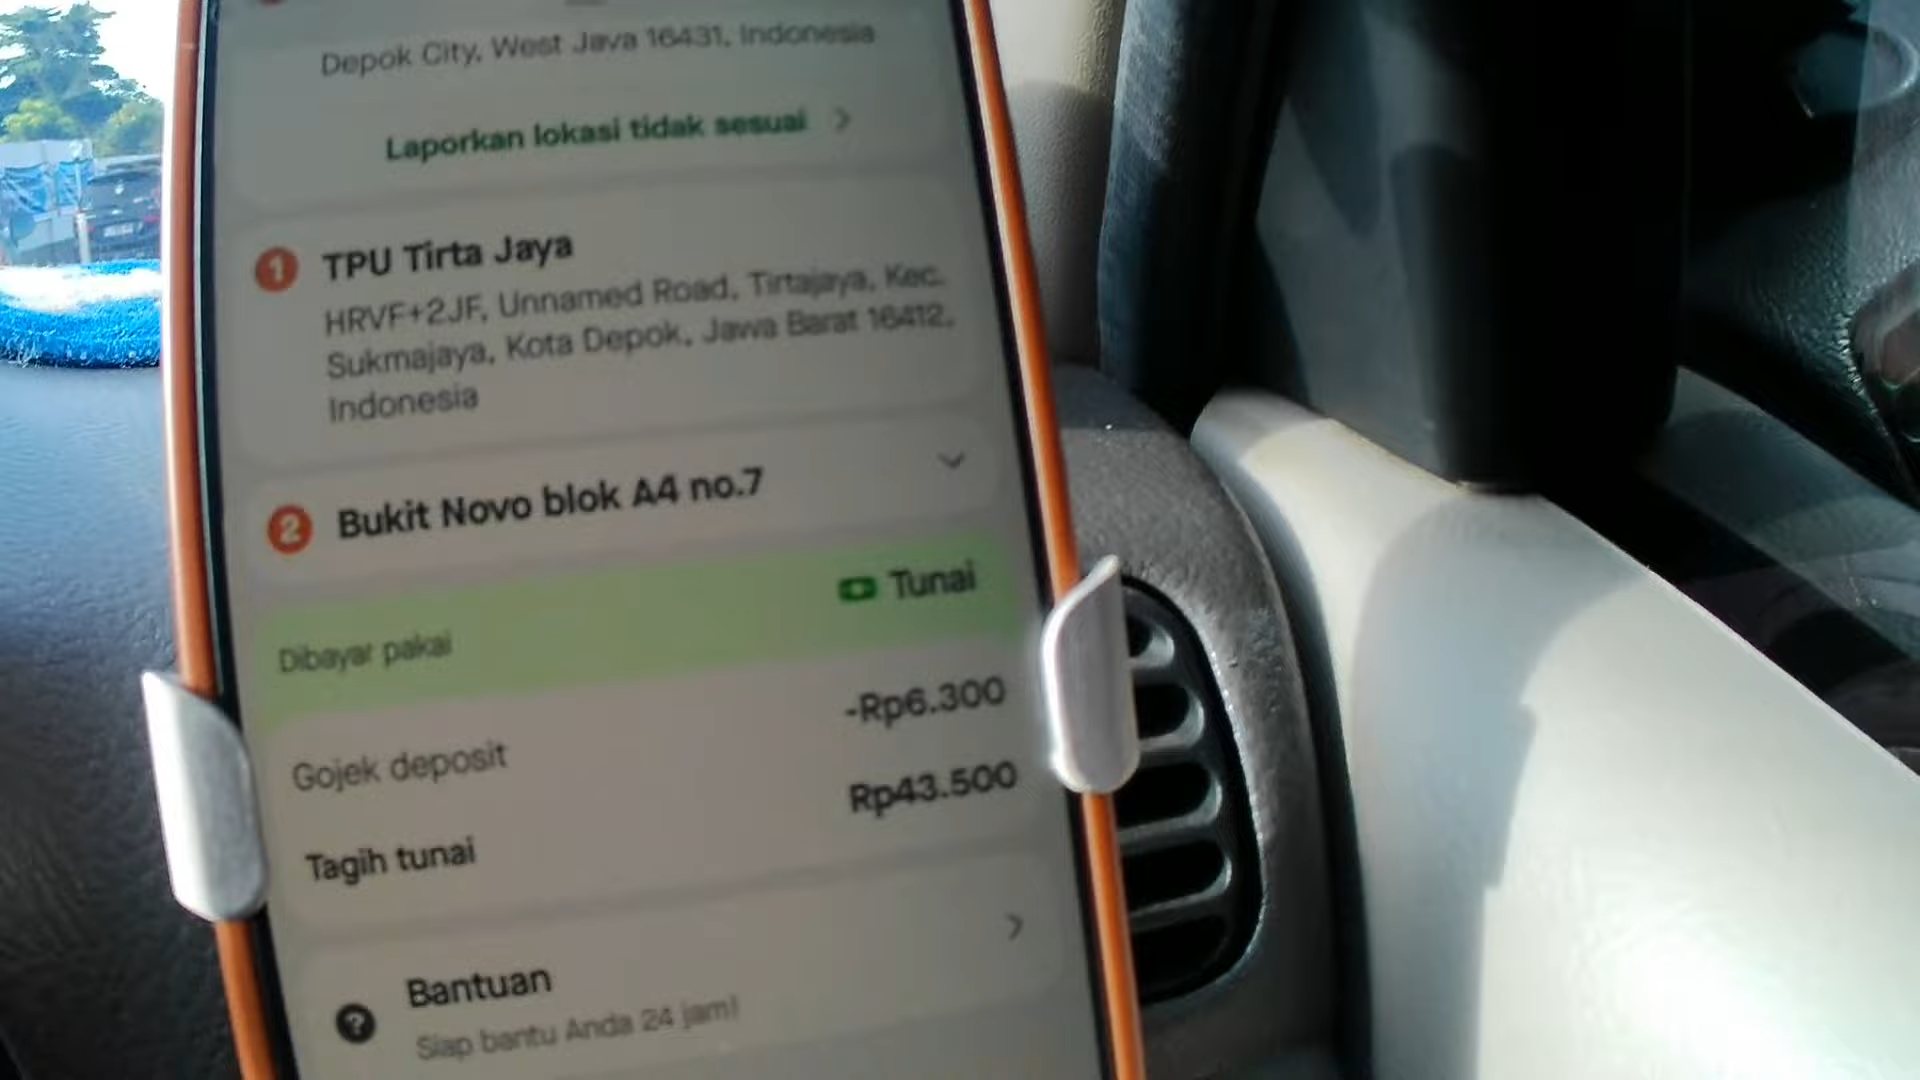 Depok City, West Java 16431, Indonesia
Laporkan lokasi tidak sesuai
1 TPU Tirta Jaya
HRVF+2JF, Unnamed Road, Tirtajaya, Kec.
Sukmajaya, Kota Depok, Jawa Barat 16412,
Indonesia
2 Bukit Novo blok A4 no.7
Dibayar pakai Tunai
Gojek deposit -Rp6.300
Tagih tunai Rp43.500
Bantuan
Siap bantu Anda 24 jam!